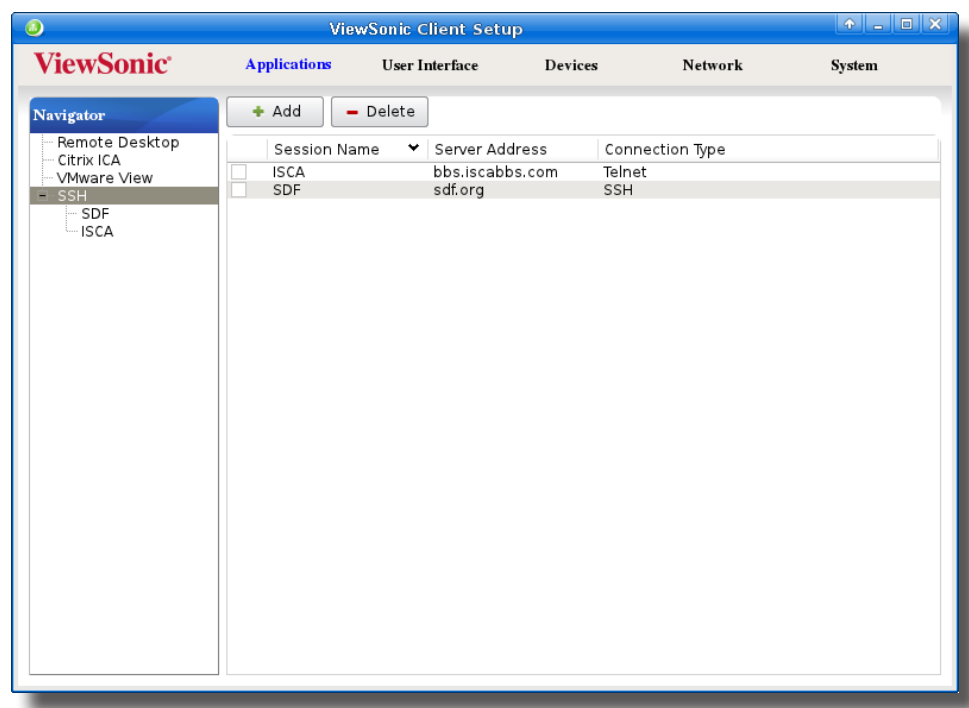 ViewSonic Client Setup
ViewSonic®
Applications User Interface Devices Network System
Navigator
Remote Desktop
Citrix ICA
VMware View
SSH
SDF
ISCA
Add Delete
Session Name Server Address Connection Type
ISCA bbs.iscabbs.com Telnet
SDF sdf.org SSH